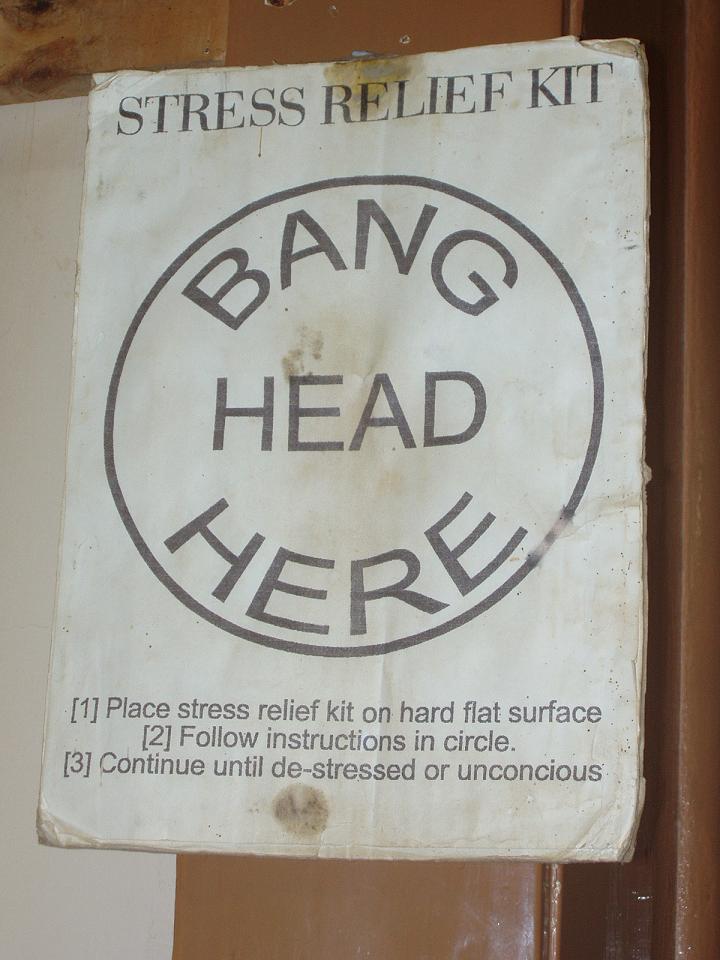 STRESS RELIEF KIT
BANG
HEAD
HERE
[1] Place stress relief kit on hard flat surface
[2] Follow instructions in circle.
[3] Continue until de-stressed or unconcious